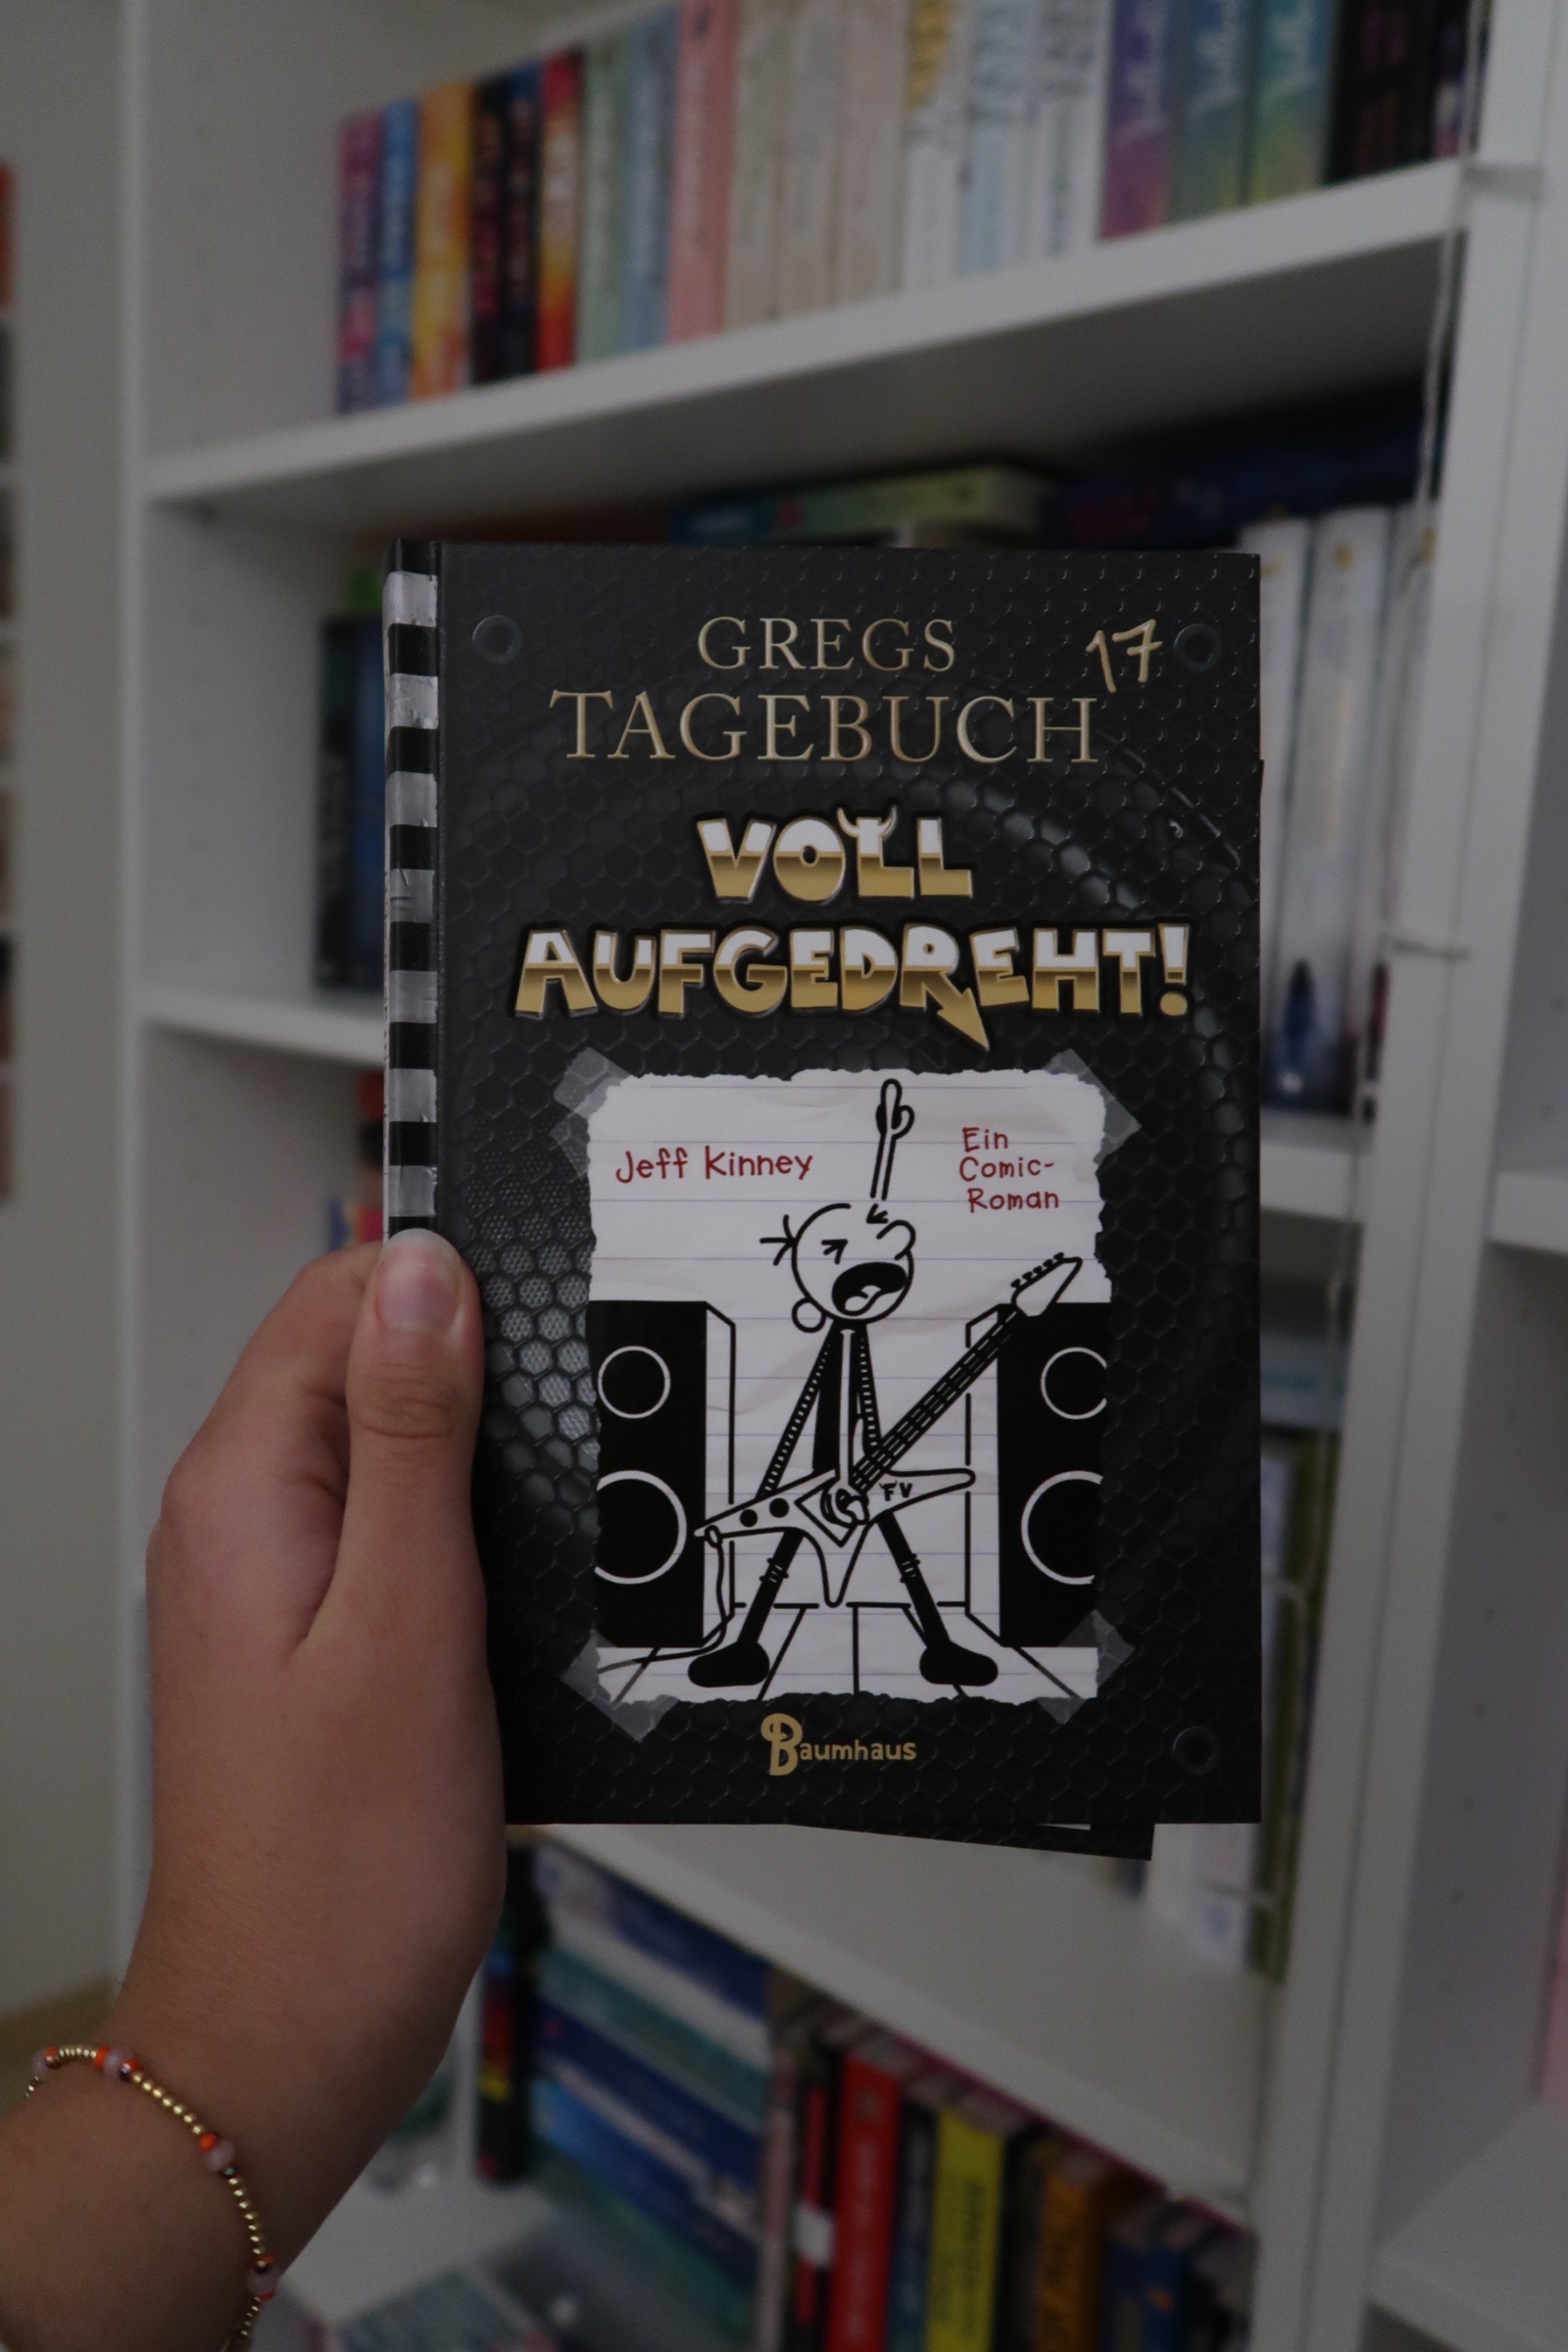 GREGS
TAGEBUCH 17
VOLL
AUFGEDREHT!
Jeff Kinney
Ein
Comic-
Roman
FV
Baumhaus